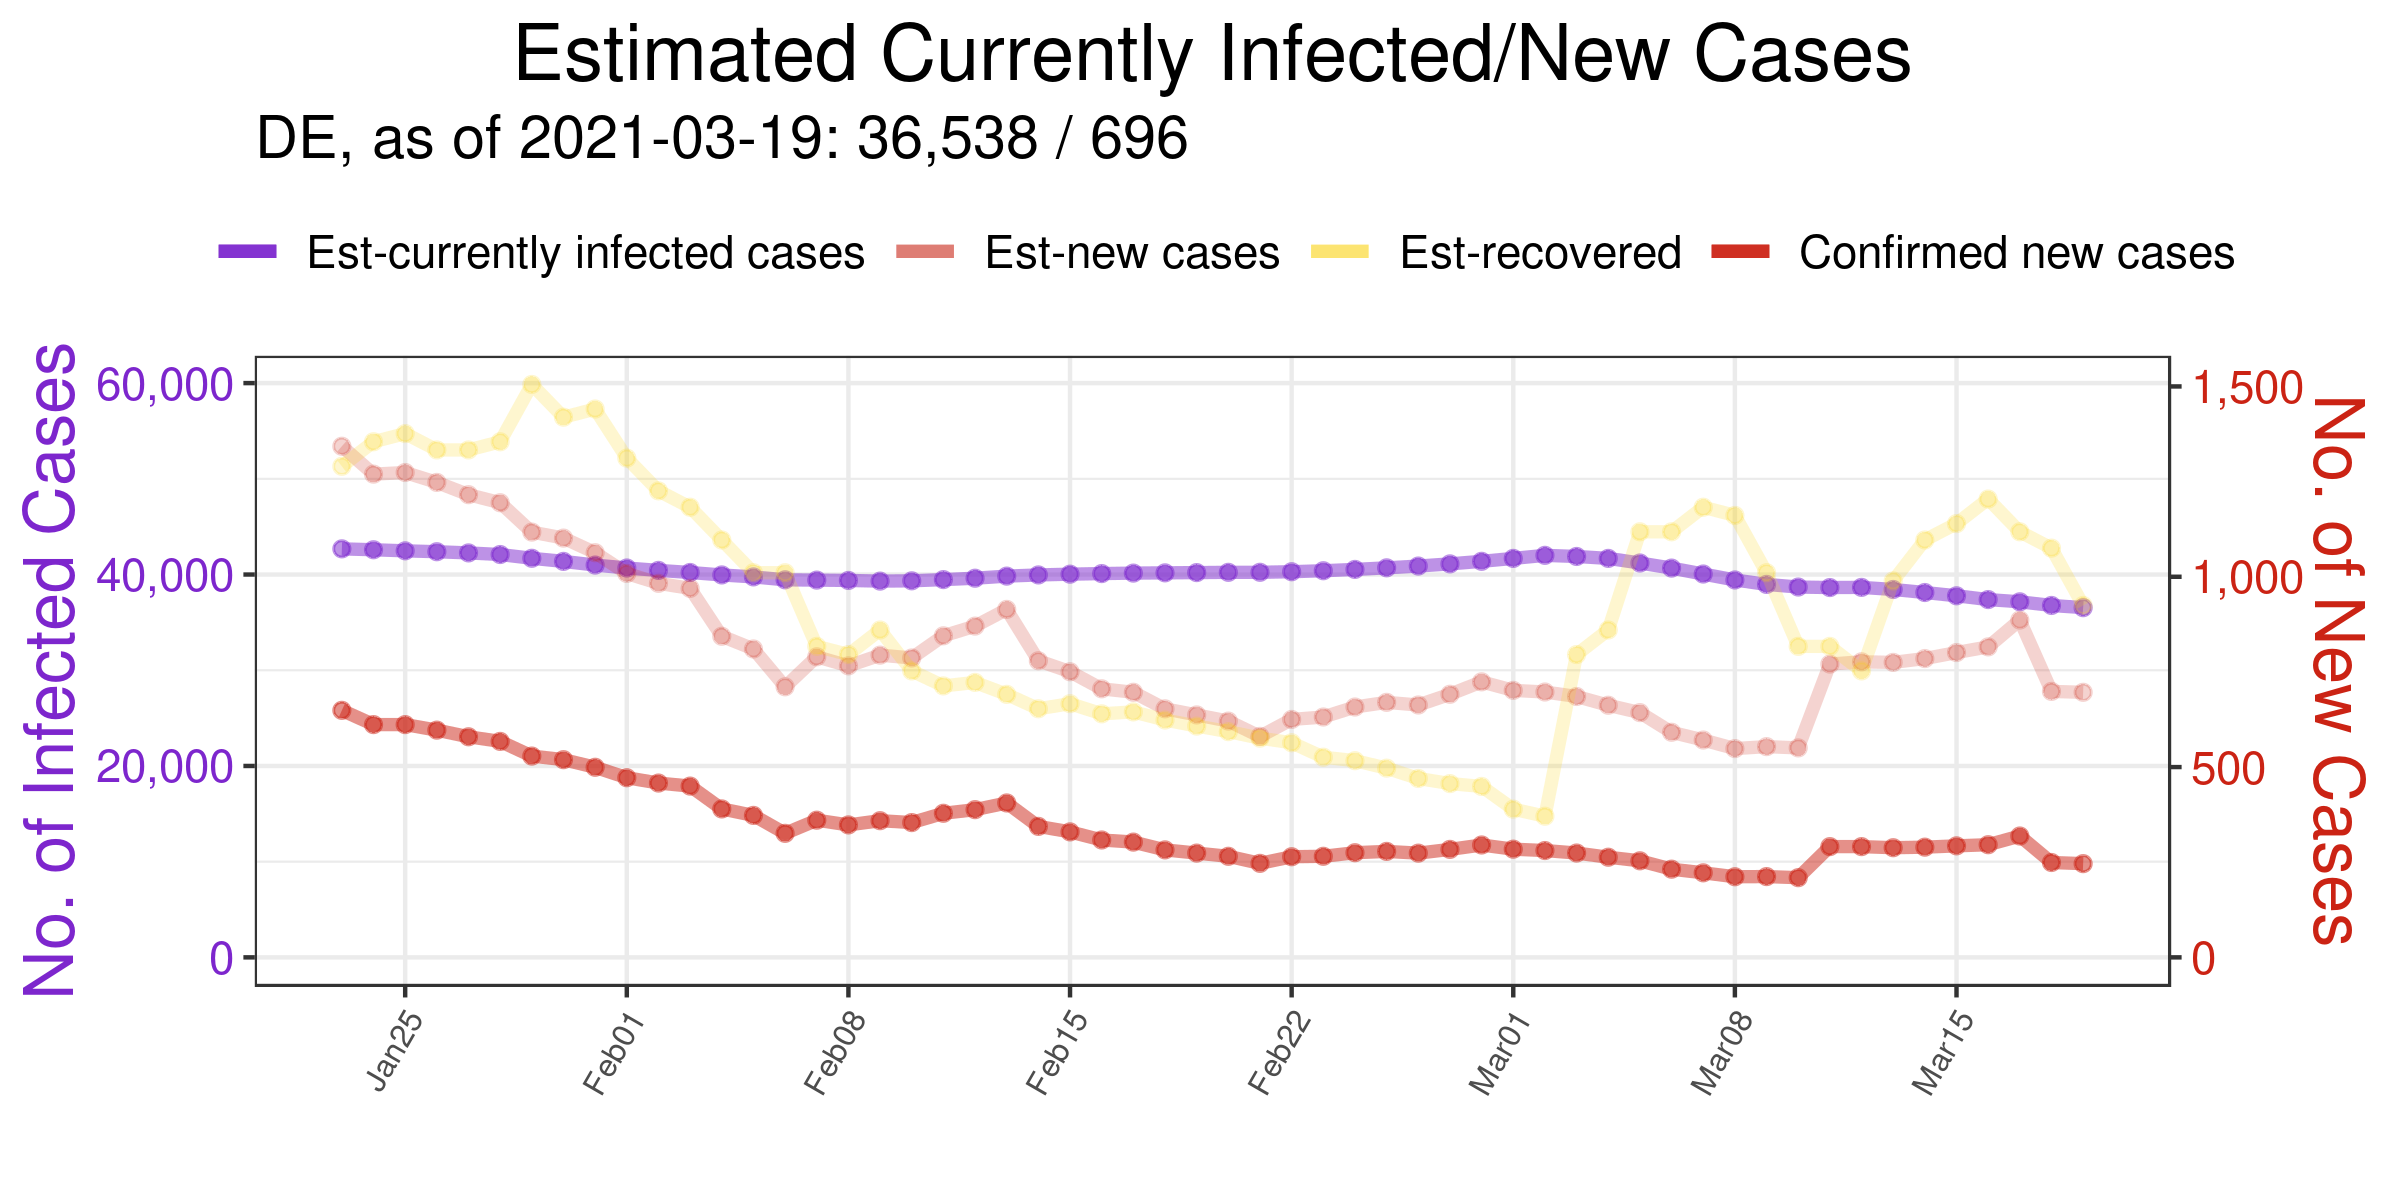 Estimated Currently Infected/New Cases
DE, as of 2021-03-19: 36,538 / 696
Est-currently infected cases Est-new cases Est-recovered Confirmed new cases
No. of Infected Cases
60,000
40,000
20,000
0
1,500
1,000
500
0
No. of New Cases
Jan25 Feb01 Feb08 Feb15 Feb22 Mar01 Mar08 Mar15